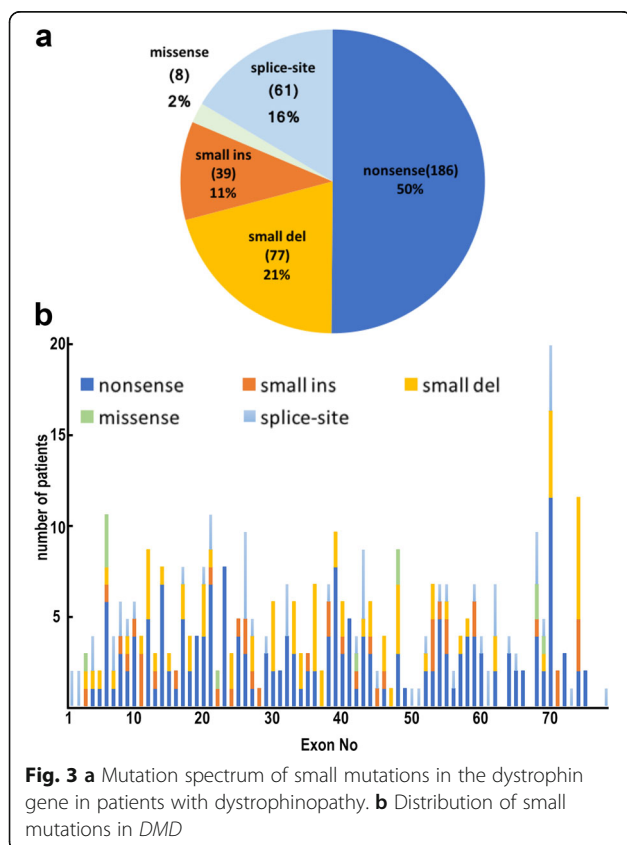 a
missense
(8)
2%
splice-site
(61)
16%
small ins
(39)
11%
nonsense(186)
50%
small del
(77)
21%
b
number of patients
20
15
10
5
nonsense small ins small del
missense splice-site
1 10 20 30 40 50 60 70
Exon No
Fig. 3 a Mutation spectrum of small mutations in the dystrophin
gene in patients with dystrophinopathy. b Distribution of small
mutations in DMD